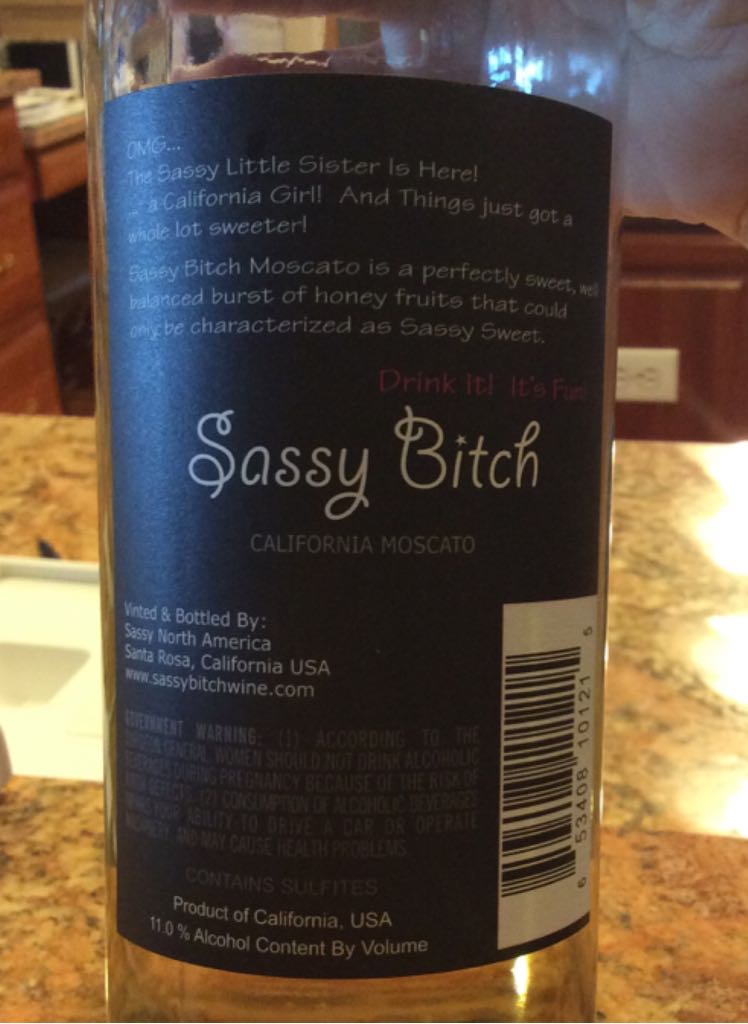 OMG...
The Sassy Little Sister Is Here!
... a California Girl! And Things just got a
whole lot sweeter!
Sassy Bitch Moscato is a perfectly sweet, well
balanced burst of honey fruits that could
only be characterized as Sassy Sweet.
Drink it! It's Fun!
Sassy Bitch
CALIFORNIA MOSCATO
Vinted & Bottled By:
Sassy North America
Santa Rosa, California USA
www.sassybitchwine.com
GOVERNMENT WARNING: (1) ACCORDING TO THE
SURGEON GENERAL, WOMEN SHOULD NOT DRINK ALCOHOLIC
BEVERAGES DURING PREGNANCY BECAUSE OF THE RISK OF
BIRTH DEFECTS. (2) CONSUMPTION OF ALCOHOLIC BEVERAGES
YOUR ABILITY TO DRIVE A CAR OR OPERATE
MACHINERY AND MAY CAUSE HEALTH PROBLEMS.
CONTAINS SULFITES
Product of California, USA
11.0 % Alcohol Content By Volume
6 53408 10121 5